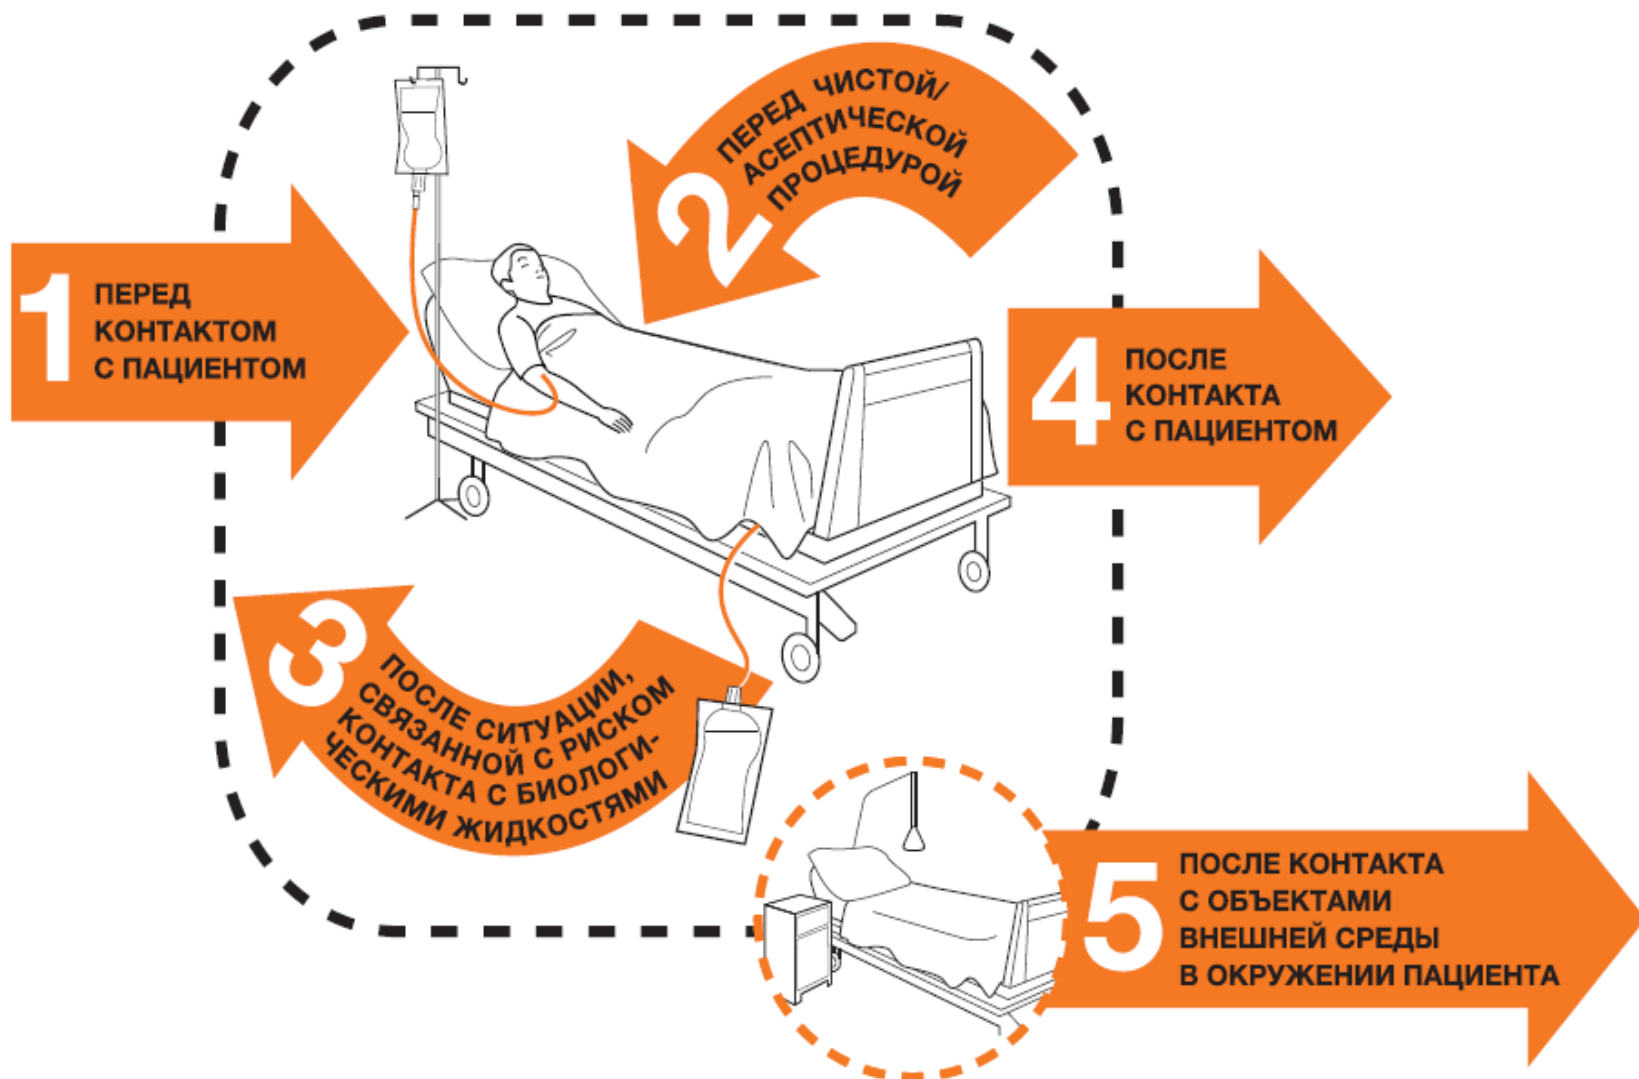 1
ПЕРЕД
КОНТАКТОМ
С ПАЦИЕНТОМ
2
ПЕРЕД ЧИСТОЙ/
АСЕПТИЧЕСКОЙ
ПРОЦЕДУРОЙ
3
ПОСЛЕ СИТУАЦИИ,
СВЯЗАННОЙ С РИСКОМ
КОНТАКТА С БИОЛОГИ-
ЧЕСКИМИ ЖИДКОСТЯМИ
4
ПОСЛЕ
КОНТАКТА
С ПАЦИЕНТОМ
5
ПОСЛЕ КОНТАКТА
С ОБЪЕКТАМИ
ВНЕШНЕЙ СРЕДЫ
В ОКРУЖЕНИИ ПАЦИЕНТА